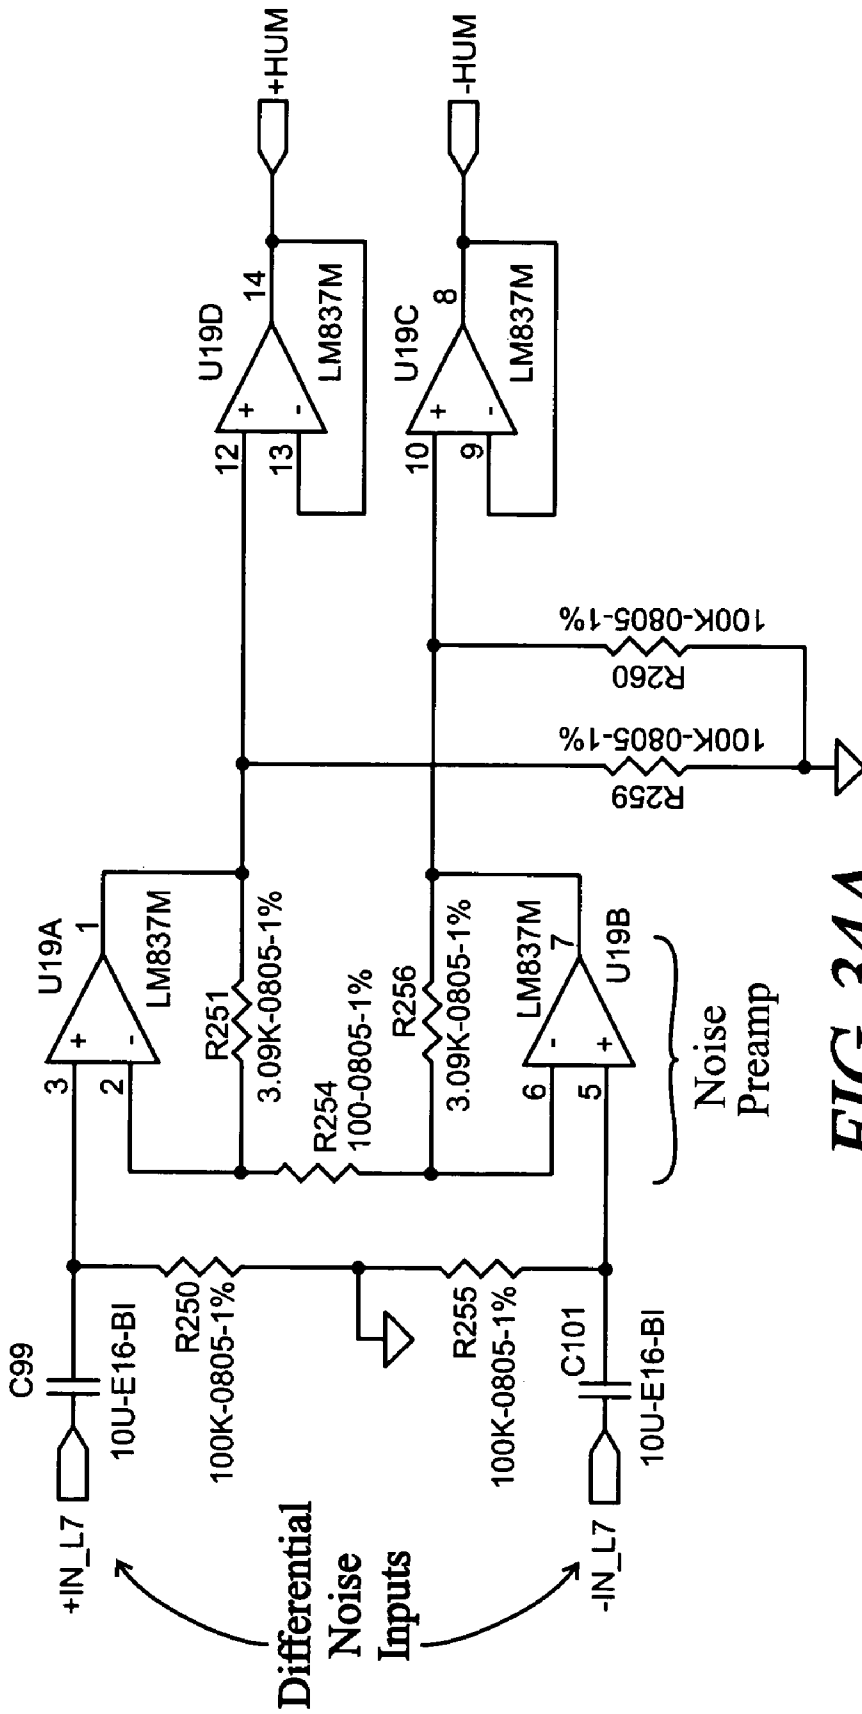 +IN_L7
C99
10U-E16-BI
R250
100K-0805-1%
3
2
+
-
U19A
1
LM837M
R251
3.09K-0805-1%
R254
100-0805-1%
R256
3.09K-0805-1%
6
5
-
+
LM837M
7
U19B
R255
100K-0805-1%
C101
10U-E16-BI
-IN_L7
Differential
Noise
Inputs
Noise
Preamp
R259
100K-0805-1%
R260
100K-0805-1%
12
13
+
-
U19D
14
LM837M
+HUM
10
9
+
-
U19C
8
LM837M
-HUM
FIG. 34A